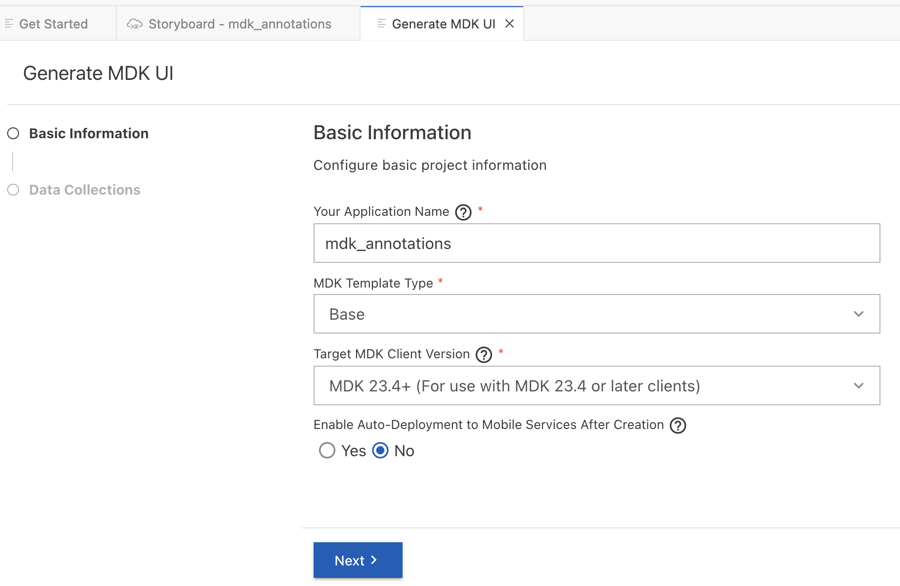 Get Started
Storyboard - mdk_annotations
Generate MDK UI
Generate MDK UI
Basic Information
Data Collections
Basic Information
Configure basic project information
Your Application Name ? *
mdk_annotations
MDK Template Type *
Base
Target MDK Client Version ? *
MDK 23.4+ (For use with MDK 23.4 or later clients)
Enable Auto-Deployment to Mobile Services After Creation ?
Yes No
Next